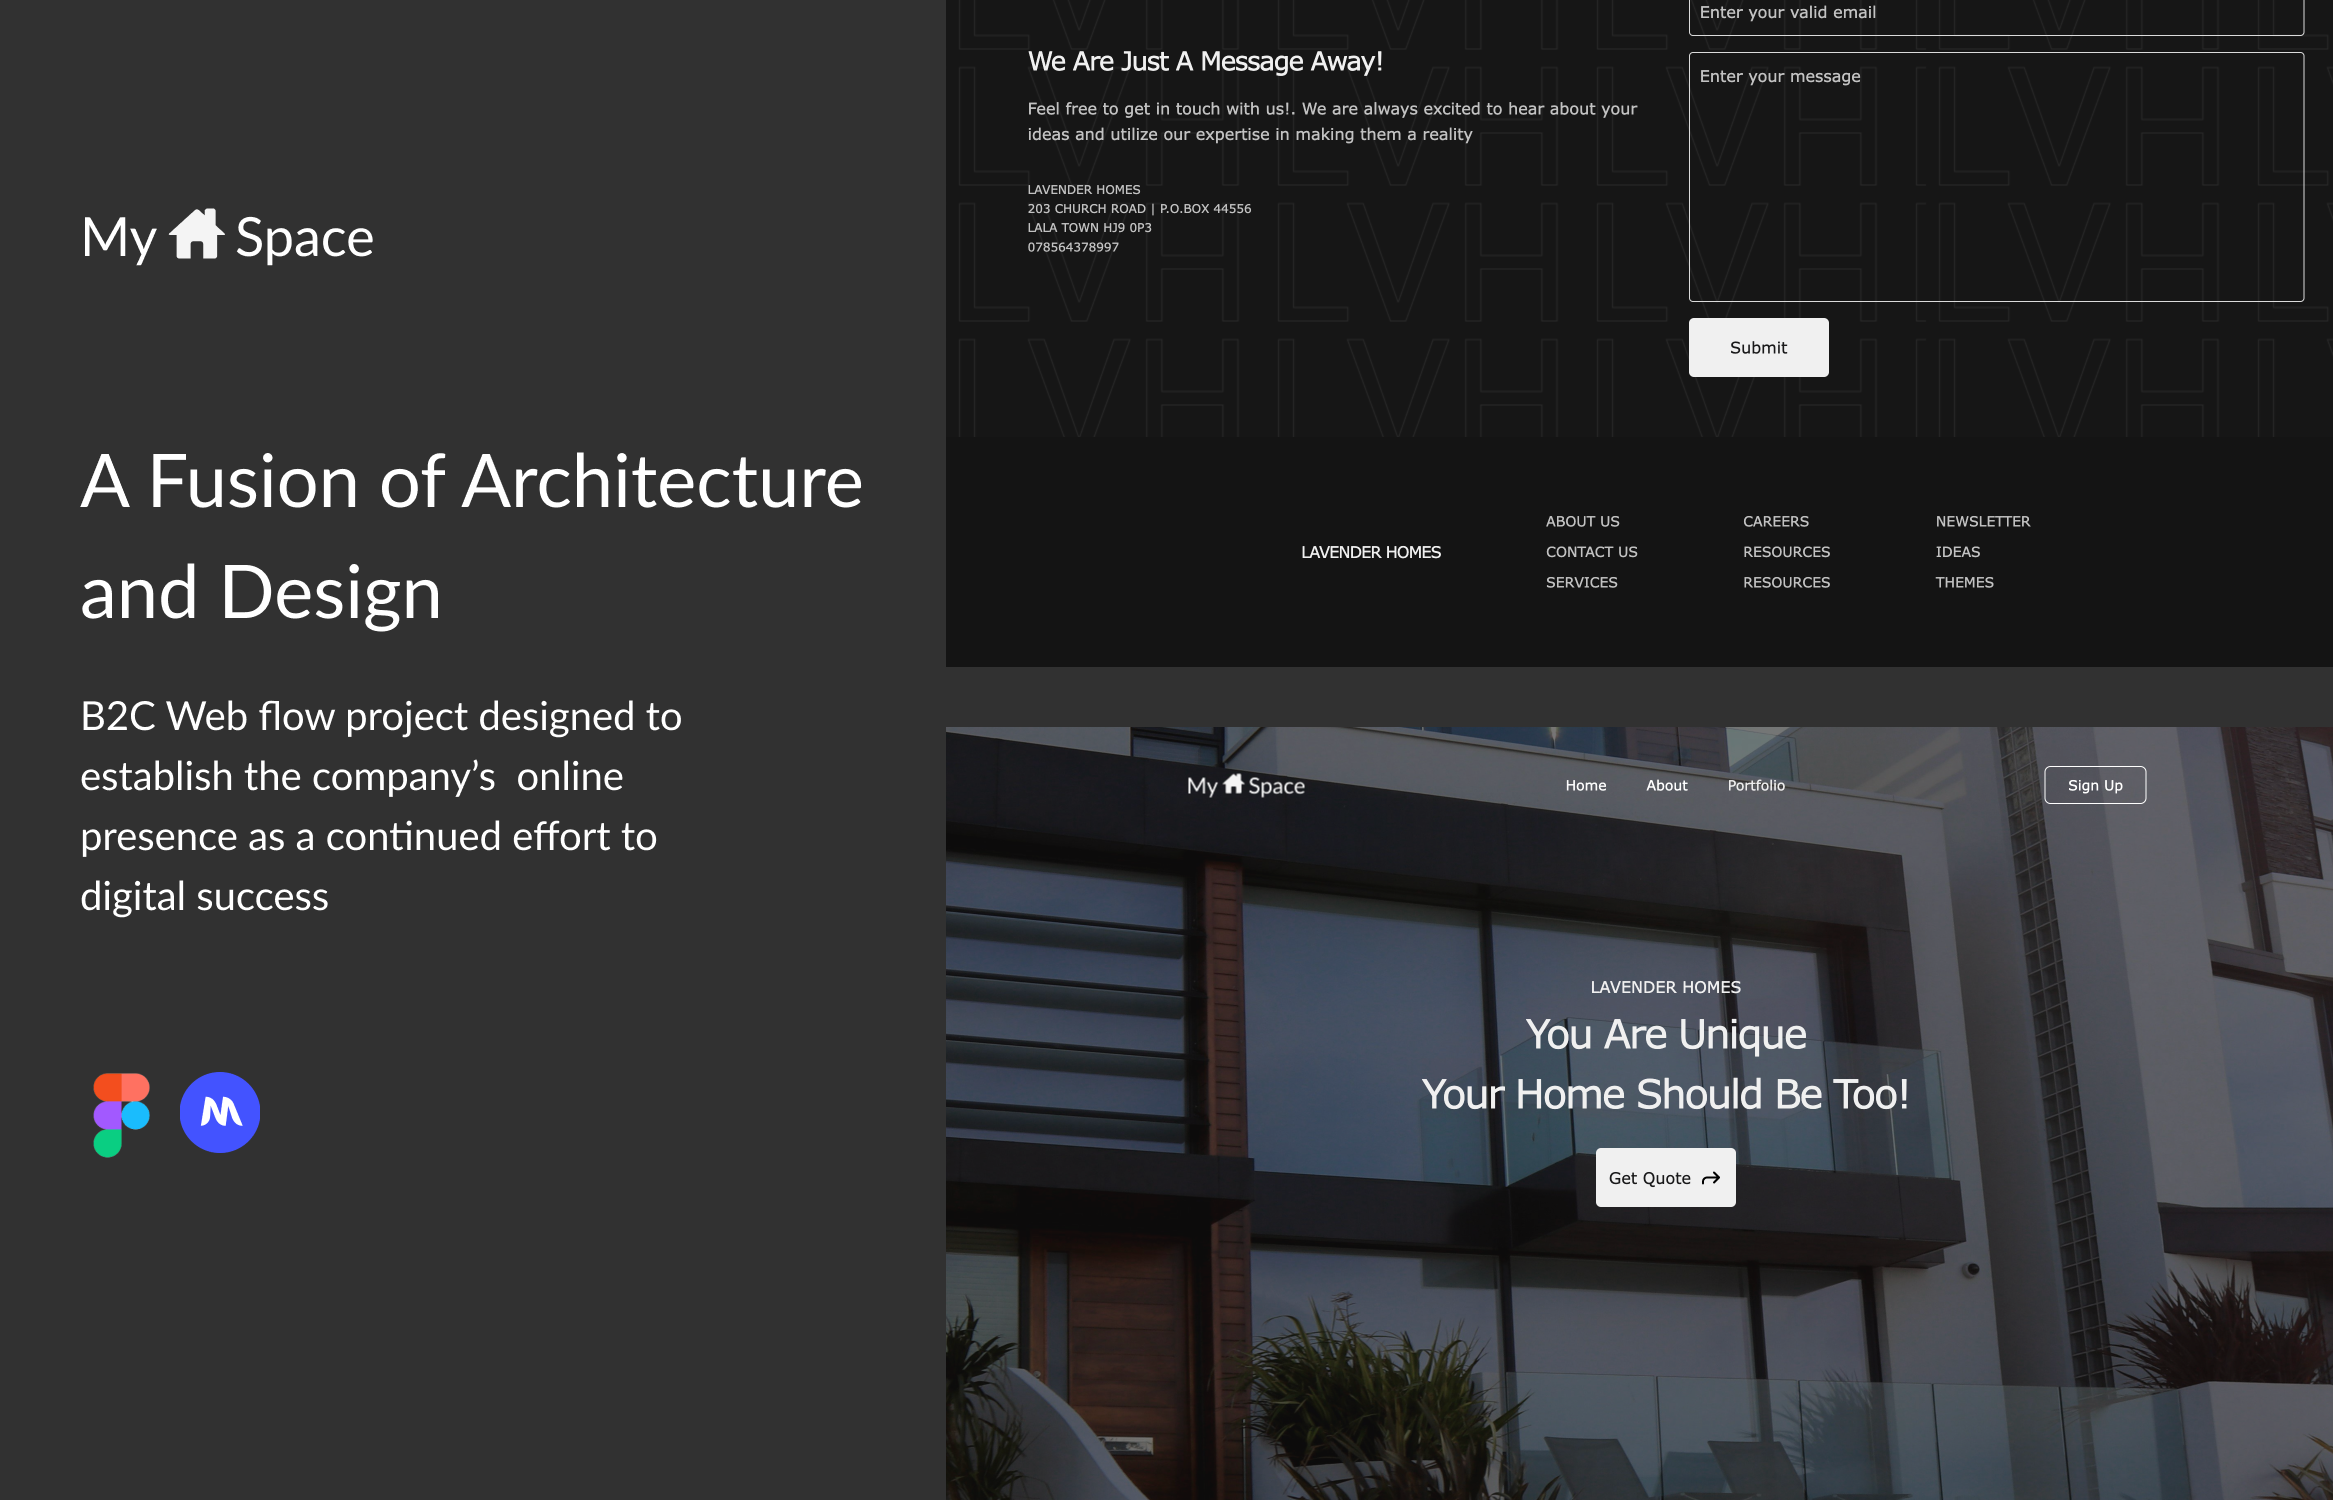 My Space
A Fusion of Architecture
and Design
B2C Web flow project designed to
establish the company's  online
presence as a continued effort to
digital success
Enter your valid email
Enter your message
We Are Just A Message Away!
Feel free to get in touch with us!. We are always excited to hear about your
ideas and utilize our expertise in making them a reality
LAVENDER HOMES
203 CHURCH ROAD | P.O.BOX 44556
LALA TOWN HJ9 0P3
078564378997
Submit
LAVENDER HOMES
ABOUT US
CONTACT US
SERVICES
CAREERS
RESOURCES
RESOURCES
NEWSLETTER
IDEAS
THEMES
My Space
Home
About
Portfolio
Sign Up
LAVENDER HOMES
You Are Unique
Your Home Should Be Too!
Get Quote